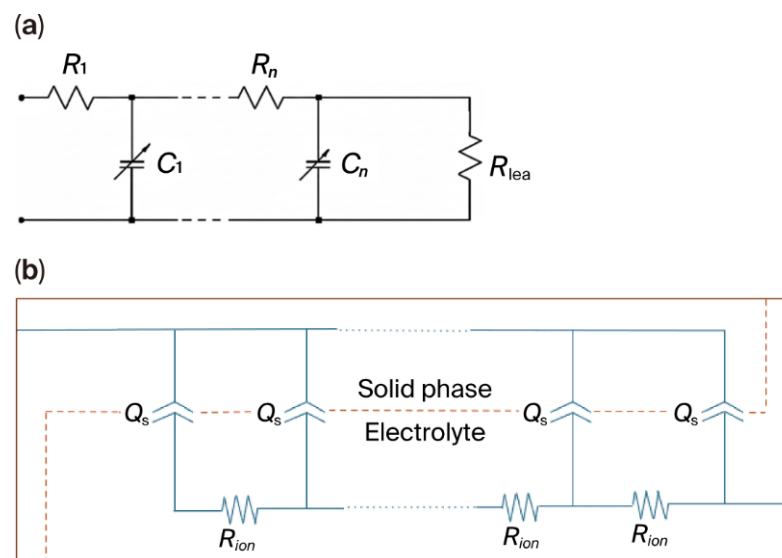 (a)
R1 Rn
C1 Cn Rlea
(b)
Solid phase
Qs Qs Qs Qs
Electrolyte
Rion Rion Rion